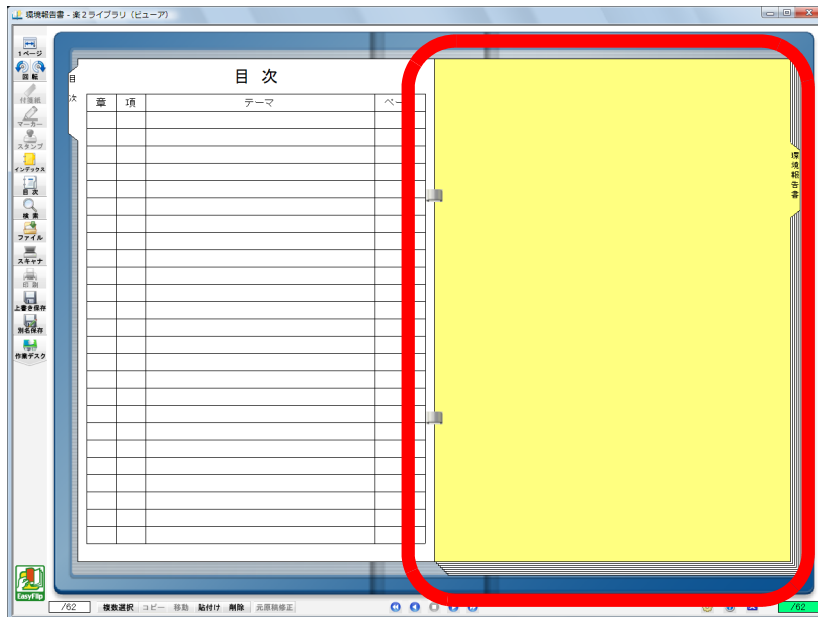 環境報告書 - 楽2ライブラリ（ビューア）
1ページ
回転
付箋紙
マーカー
スタンプ
インデックス
目次
検索
ファイル
スキャナ
印刷
上書き保存
別名保存
作業デスク
EasyFlip
目次
目 次
章 項 テーマ
環境報告書
/62 複数選択 コピー 移動 貼付け 削除 元原稿修正 /62